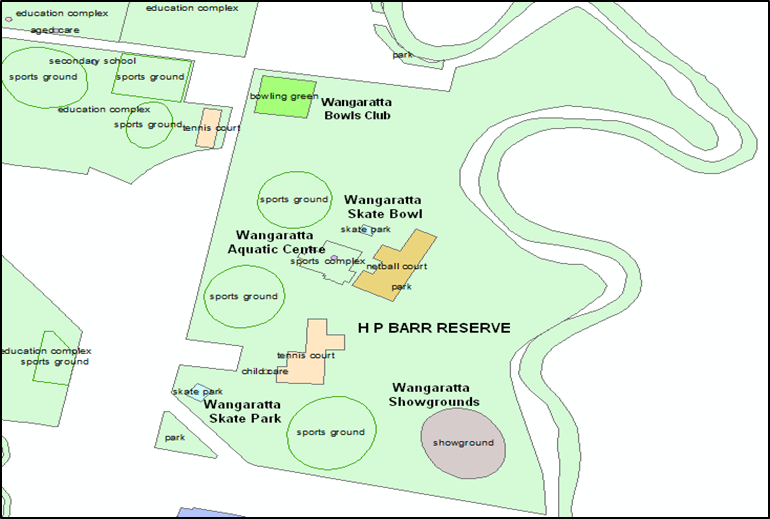 education complex
education complex
aged care
park
secondary school
sports ground
sports ground
bowling green
Wangaratta
Bowls Club
education complex
sports ground
tennis court
sports ground
Wangaratta
Skate Bowl
skate park
Wangaratta
Aquatic Centre
sports complex
netball court
park
sports ground
H P BARR RESERVE
education complex
sports ground
tennis court
child care
skate park
Wangaratta
Skate Park
Wangaratta
Showgrounds
park
sports ground
showground